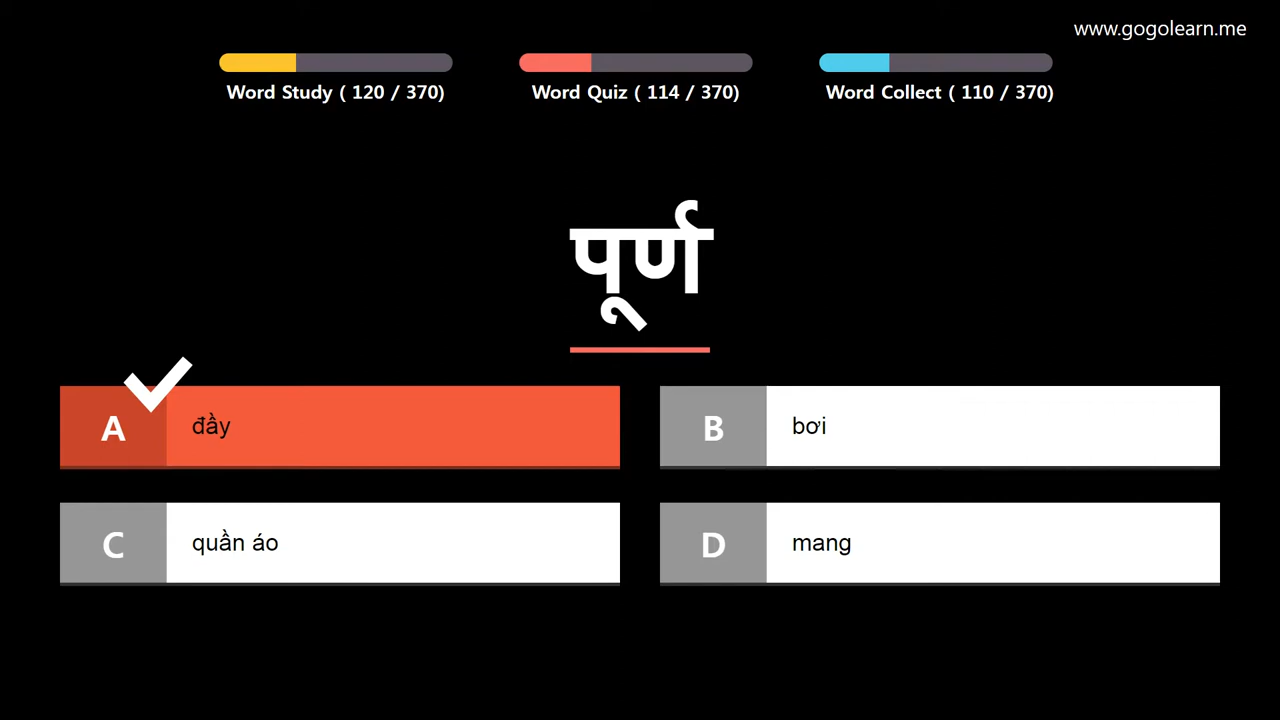 www.gogolearn.me
Word Study ( 120 / 370)
Word Quiz ( 114 / 370)
Word Collect ( 110 / 370)
पूर्ण
A đầy
B bơi
C quần áo
D mang